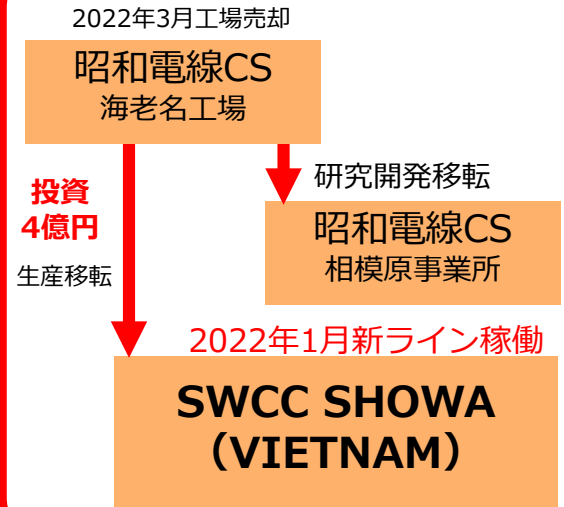 2022年3月工場売却
昭和電線CS
海老名工場
投資
4億円
生産移転
研究開発移転
昭和電線CS
相模原事業所
2022年1月新ライン稼働
SWCC SHOWA
（VIETNAM）